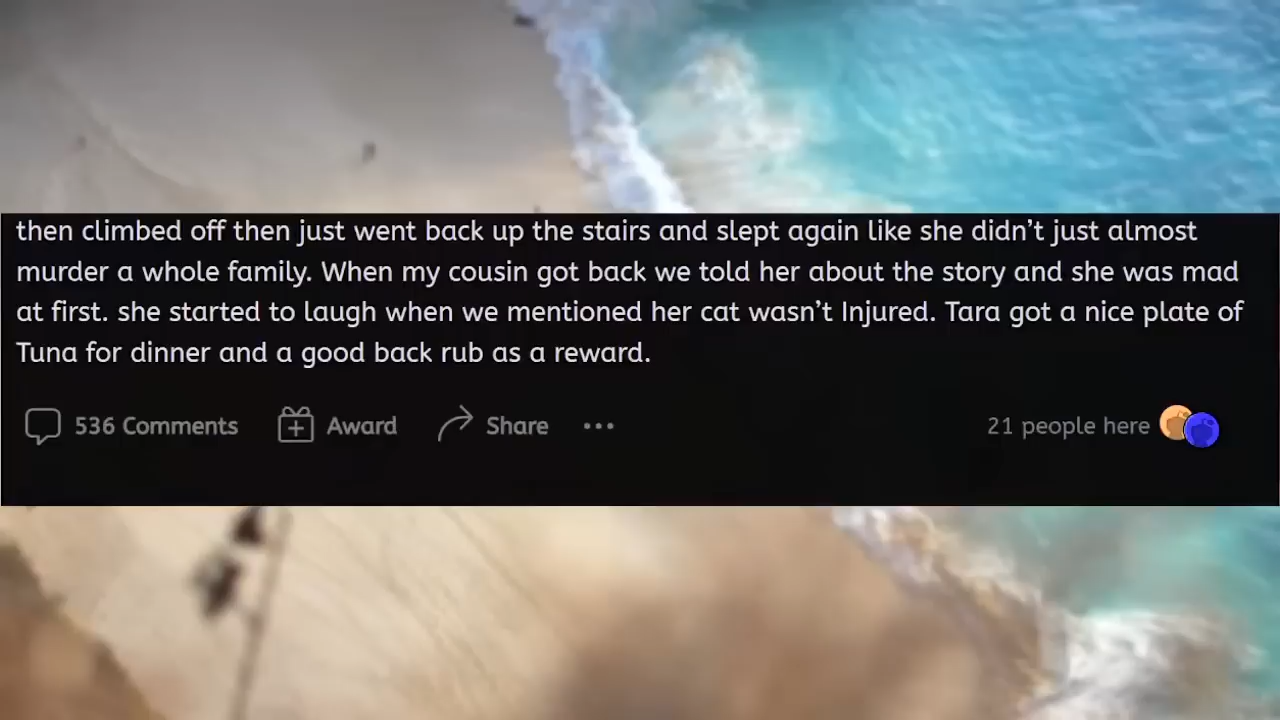 then climbed off then just went back up the stairs and slept again like she didn’t just almost
murder a whole family. When my cousin got back we told her about the story and she was mad
at first. she started to laugh when we mentioned her cat wasn’t Injured. Tara got a nice plate of
Tuna for dinner and a good back rub as a reward.
536 Comments Award Share 21 people here